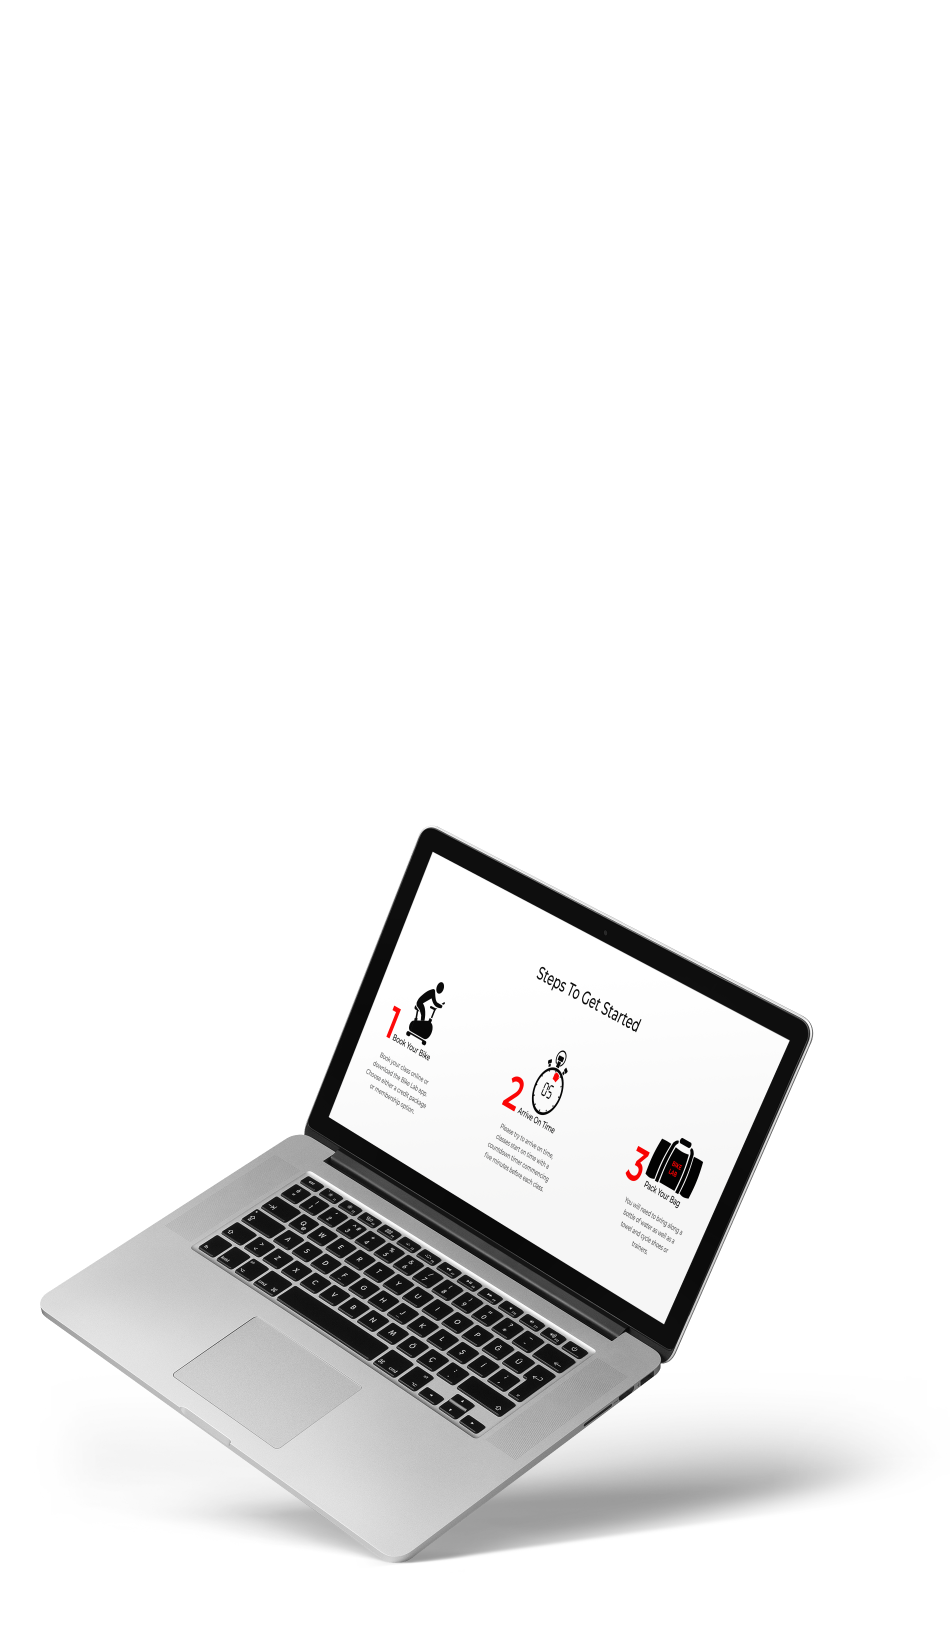 Steps To Get Started
1
Book Your Bike
Book your class online or
download the Bike Lab app.
Choose either a credit package
or membership option.
2
05
Arrive On Time
Please try to arrive on time,
classes start on time with a
countdown timer commencing
five minutes before each class.
3
BIKE
LAB
Pack Your Bag
You will need to bring along a
bottle of water as well as a
towel and cycle shoes or
trainers.